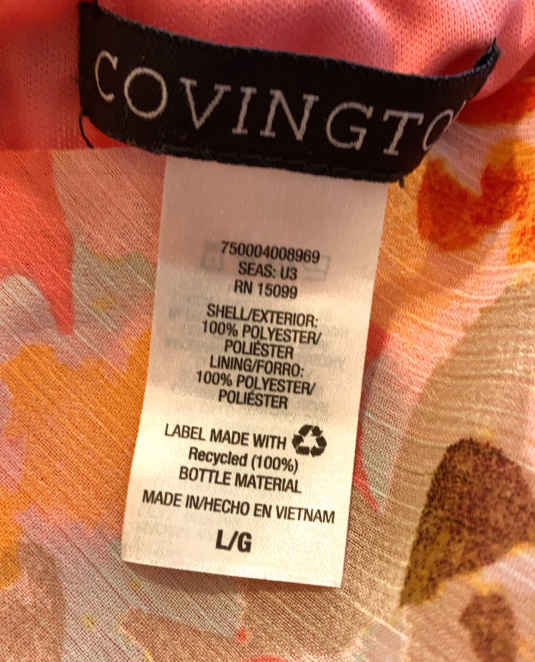 COVINGTO
750004008969
SEAS: U3
RN 15099
SHELL/EXTERIOR:
100% POLYESTER/
POLIÉSTER
LINING/FORRO:
100% POLYESTER/
POLIÉSTER
LABEL MADE WITH
Recycled (100%)
BOTTLE MATERIAL
MADE IN/HECHO EN VIETNAM
L/G